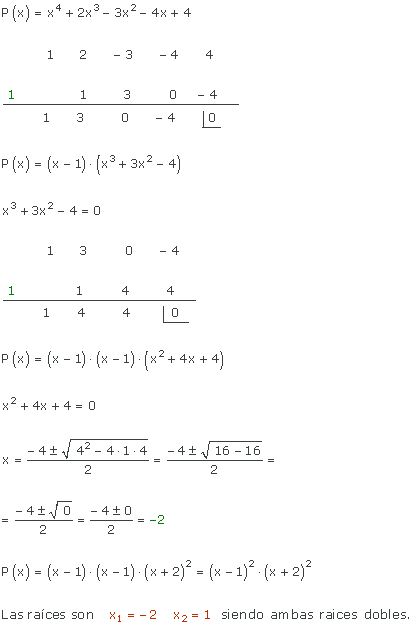 P(x) = x⁴ + 2x³ − 3x² − 4x + 4
1 2 − 3 − 4 4
1 1 3 0 − 4
1 3 0 − 4 0
P(x) = (x − 1) · (x³ + 3x² − 4)
x³ + 3x² − 4 = 0
1 3 0 − 4
1 1 4 4
1 4 4 0
P(x) = (x − 1) · (x − 1) · (x² + 4x + 4)
x² + 4x + 4 = 0
x = (− 4 ± √(4² − 4 · 1 · 4))/2 = (− 4 ± √(16 − 16))/2 =
= (− 4 ± √0)/2 = (− 4 ± 0)/2 = −2
P(x) = (x − 1) · (x − 1) · (x + 2)² = (x − 1)² · (x + 2)²
Las raíces son x₁ = − 2 x₂ = 1 siendo ambas raices dobles.